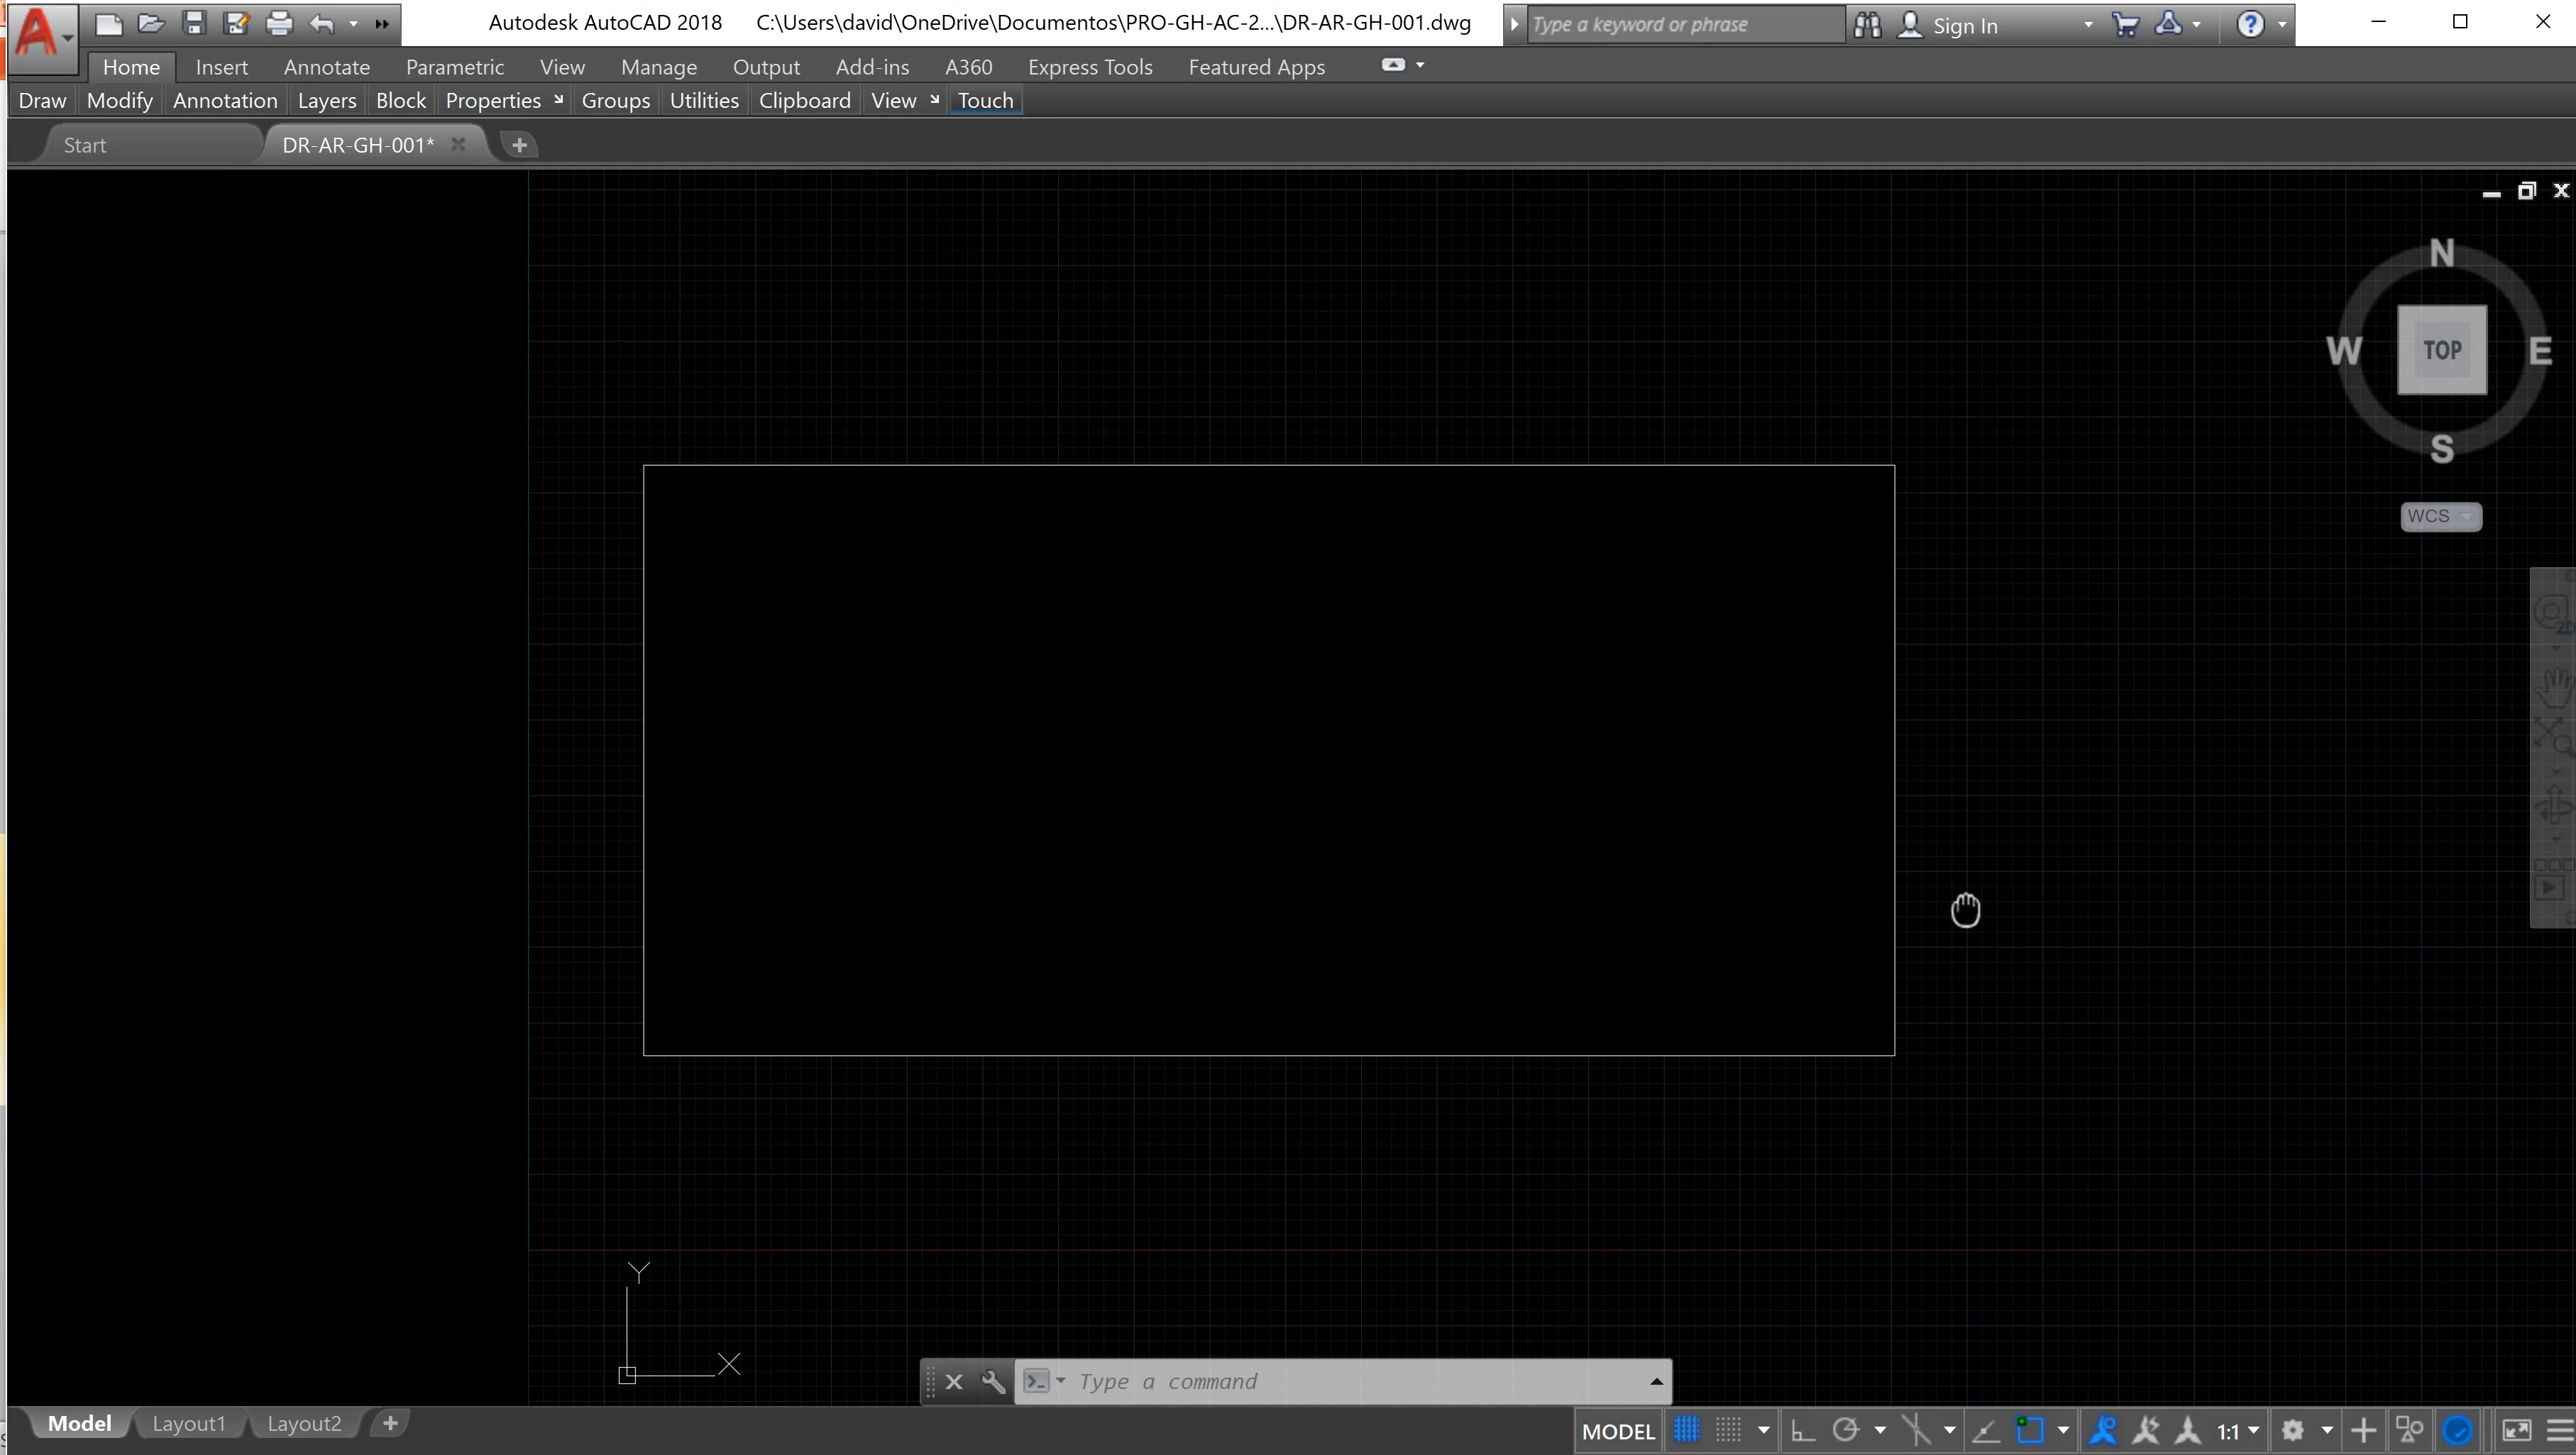 Autodesk AutoCAD 2018 C:\Users\david\OneDrive\Documentos\PRO-GH-AC-2...\DR-AR-GH-001.dwg Type a keyword or phrase Sign In
Home Insert Annotate Parametric View Manage Output Add-ins A360 Express Tools Featured Apps
Draw Modify Annotation Layers Block Properties Groups Utilities Clipboard View Touch
Start DR-AR-GH-001*
N
W TOP E
S
WCS
2D
Y
X
Type a command
Model Layout1 Layout2
MODEL 1:1